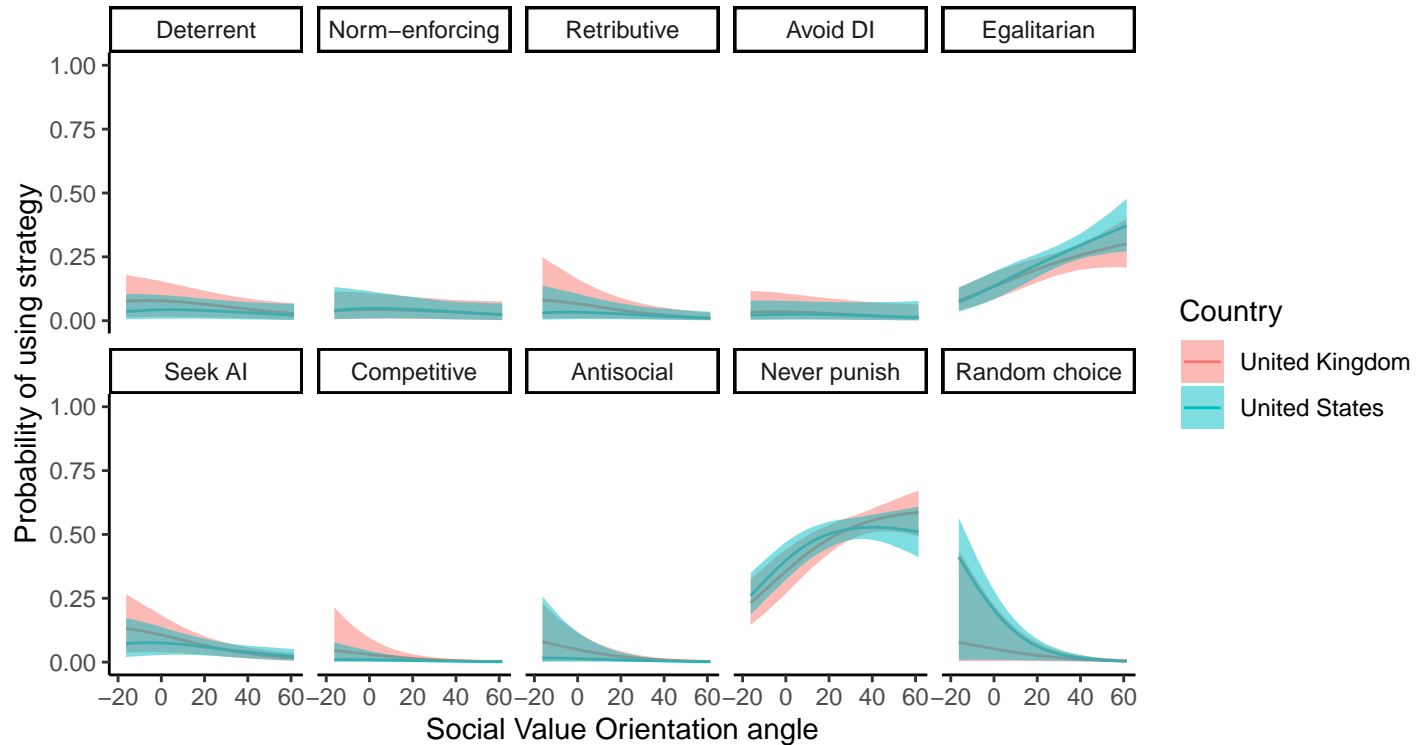 Deterrent Norm−enforcing Retributive Avoid DI Egalitarian
1.00
0.75
0.50
0.25
0.00
Seek AI Competitive Antisocial Never punish Random choice
1.00
0.75
0.50
0.25
0.00
−20 0 20 40 60 −20 0 20 40 60 −20 0 20 40 60 −20 0 20 40 60 −20 0 20 40 60
Social Value Orientation angle
Probability of using strategy
Country
United Kingdom
United States